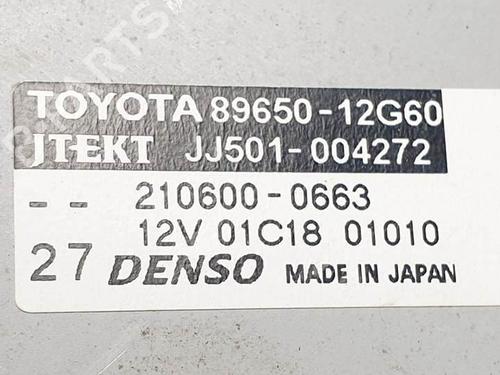 TOYOTA 89650-12G60
JTEKT JJ501-004272
-- 210600-0663
12V 01C18 01010
27 DENSO MADE IN JAPAN